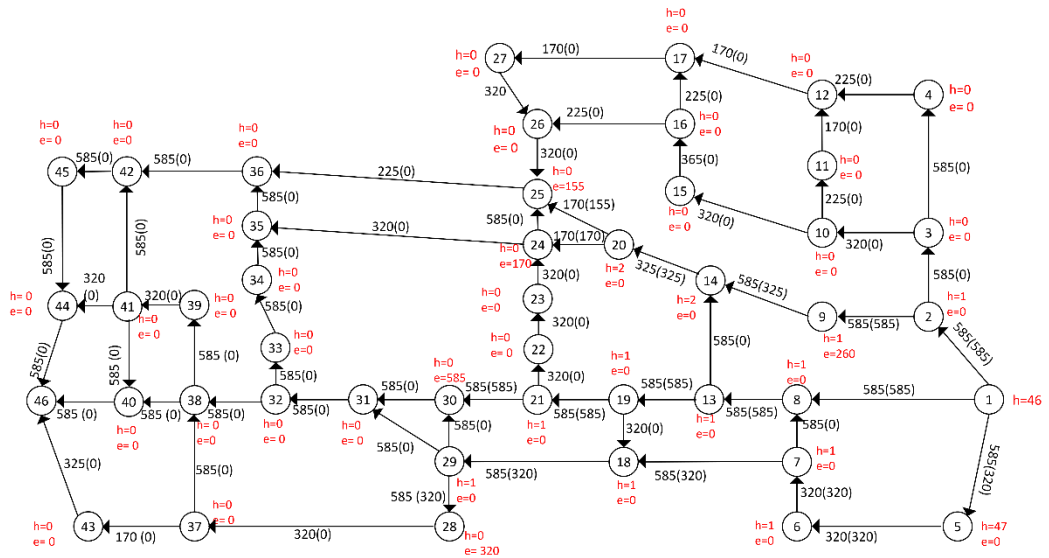 h=0
e= 0
27
170(0)
h=0
e= 0
17
170(0)
h=0
e= 0
12
225(0)
4
h=0
e= 0
320
225(0)
170(0)
26
225(0)
16
h=0
e= 0
h=0
e= 0
h=0
e= 0
45
585(0)
h=0
e= 0
42
585(0)
h=0
e= 0
36
225(0)
320(0)
h=0
e=155
25
365(0)
11
h=0
e= 0
585(0)
15
h=0
e= 0
225(0)
585(0)
35
h=0
e= 0
320(0)
585(0)
170(155)
24
170(170)
20
320(0)
10
320(0)
3
h=0
e= 0
h=0
e= 0
585(0)
585(0)
585(0)
34
h=0
e= 0
h=0
e=170
h=2
e=0
325(325)
14
h=2
e=0
585(325)
585(0)
h=0
e= 0
44
320
(0)
41
320(0)
39
h=0
e= 0
h=0
e= 0
320(0)
23
h=0
e= 0
9
h=1
e=260
585(585)
2
h=1
e=0
585(0)
33
h=0
e= 0
320(0)
22
h=0
e= 0
585(0)
585(585)
585(0)
585 (0)
585 (0)
585(0)
h=0
e=585
320(0)
h=1
e=0
h=1
e=0
46
585 (0)
40
585 (0)
38
585(0)
32
585(0)
31
585(0)
30
585(585)
21
585(585)
19
585(585)
13
585(585)
8
585(585)
1
h=46
h=0
e= 0
h=0
e= 0
h=0
e= 0
h=0
e= 0
585(0)
585(0)
h=1
e=0
320(0)
h=1
e=0
585(0)
585(320)
29
h=1
e=0
585(320)
18
h=1
e=0
585(320)
7
325(0)
585(0)
585 (320)
320(320)
h=0
e= 0
43
170 (0)
37
h=0
e= 0
320(0)
28
h=0
e= 320
h=1
e=0
6
320(320)
5
h=47
e=0